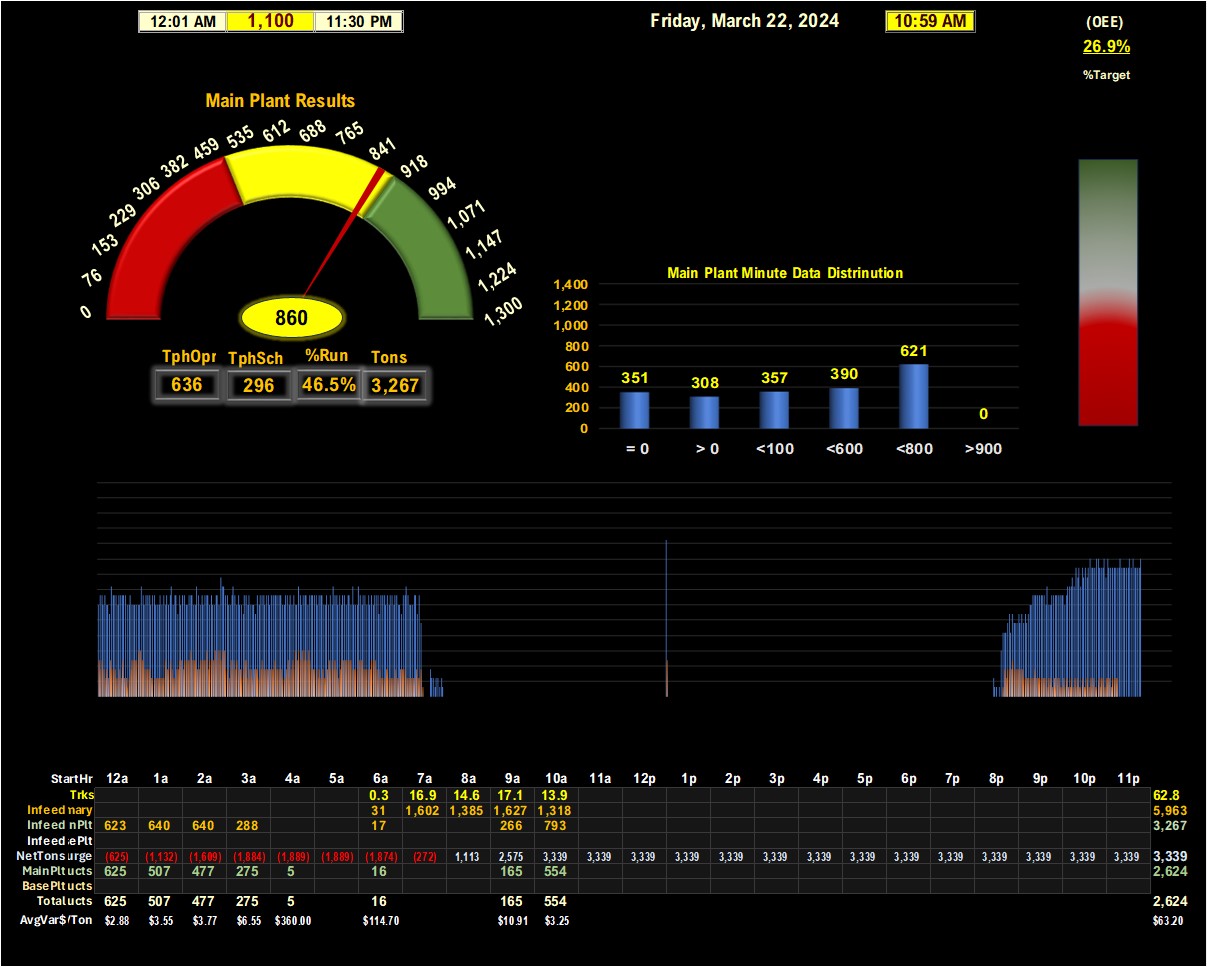 12:01 AM 1,100 11:30 PM
Friday, March 22, 2024 10:59 AM
(OEE)
26.9%
%Target
Main Plant Results
0 76 153 229 306 382 459 535 612 688 765 841 918 994 1,071 1,147 1,224 1,300
860
TphOpr TphSch %Run Tons
636 296 46.5% 3,267
Main Plant Minute Data Distrinution
1,400
1,200
1,000
800
600
400
200
0
351 308 357 390 621 0
= 0 > 0 <100 <600 <800 >900
StartHr 12a 1a 2a 3a 4a 5a 6a 7a 8a 9a 10a 11a 12p 1p 2p 3p 4p 5p 6p 7p 8p 9p 10p 11p
Trks 0.3 16.9 14.6 17.1 13.9 62.8
Infeed nary 31 1,602 1,385 1,627 1,318 5,963
Infeed n Plt 623 640 640 288 17 266 793 3,267
Infeed e Plt
NetTons urge (625) (1,132) (1,609) (1,884) (1,889) (1,889) (1,874) (272) 1,113 2,575 3,339 3,339 3,339 3,339 3,339 3,339 3,339 3,339 3,339 3,339 3,339 3,339 3,339 3,339 3,339
Main Plt ucts 625 507 477 275 5 16 165 554 2,624
Base Plt ucts
Total ucts 625 507 477 275 5 16 165 554 2,624
AvgVar$/Ton $2.88 $3.55 $3.77 $6.55 $360.00 $114.70 $10.91 $3.25 $63.20